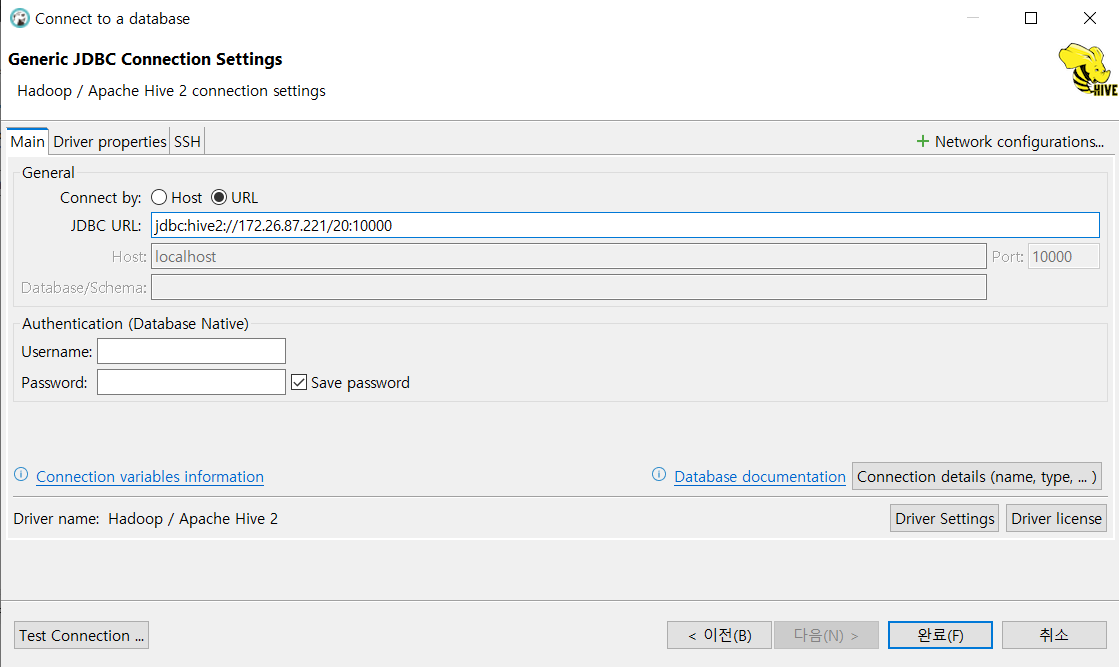 Connect to a database
Generic JDBC Connection Settings
Hadoop / Apache Hive 2 connection settings
HIVE
Main Driver properties SSH
Network configurations...
General
Connect by: Host URL
JDBC URL: jdbc:hive2://172.26.87.221/20:10000
Host: localhost Port: 10000
Database/Schema:
Authentication (Database Native)
Username:
Password: Save password
Connection variables information
Database documentation Connection details (name, type, ... )
Driver name: Hadoop / Apache Hive 2
Driver Settings Driver license
Test Connection ... < 이전(B) 다음(N) > 완료(F) 취소